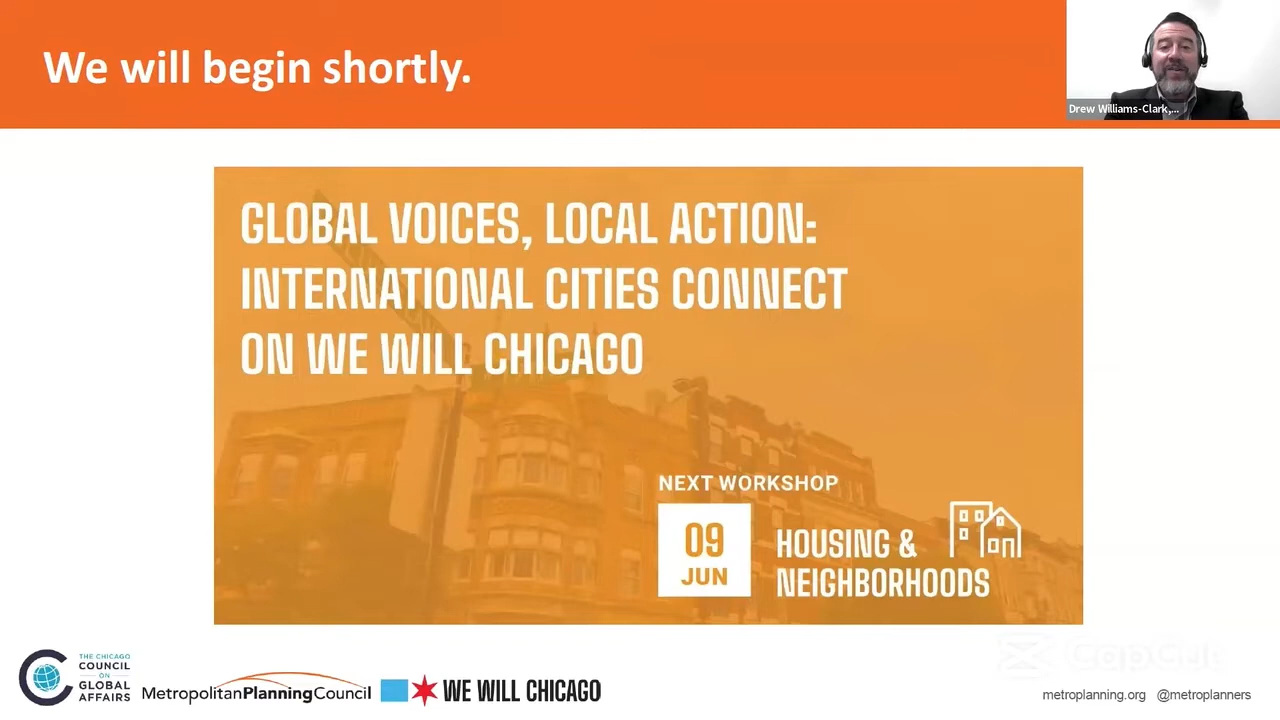 We will begin shortly.
Drew Williams-Clark,...
GLOBAL VOICES, LOCAL ACTION:
INTERNATIONAL CITIES CONNECT
ON WE WILL CHICAGO
NEXT WORKSHOP
09
JUN
HOUSING &
NEIGHBORHOODS
THE CHICAGO
COUNCIL
ON
GLOBAL
AFFAIRS
MetropolitanPlanningCouncil
WE WILL CHICAGO
CapCut
metroplanning.org @metroplanners